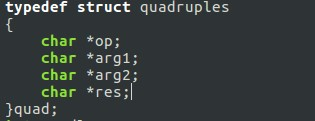 typedef struct quadruples
{
    char *op;
    char *arg1;
    char *arg2;
    char *res;
}quad;